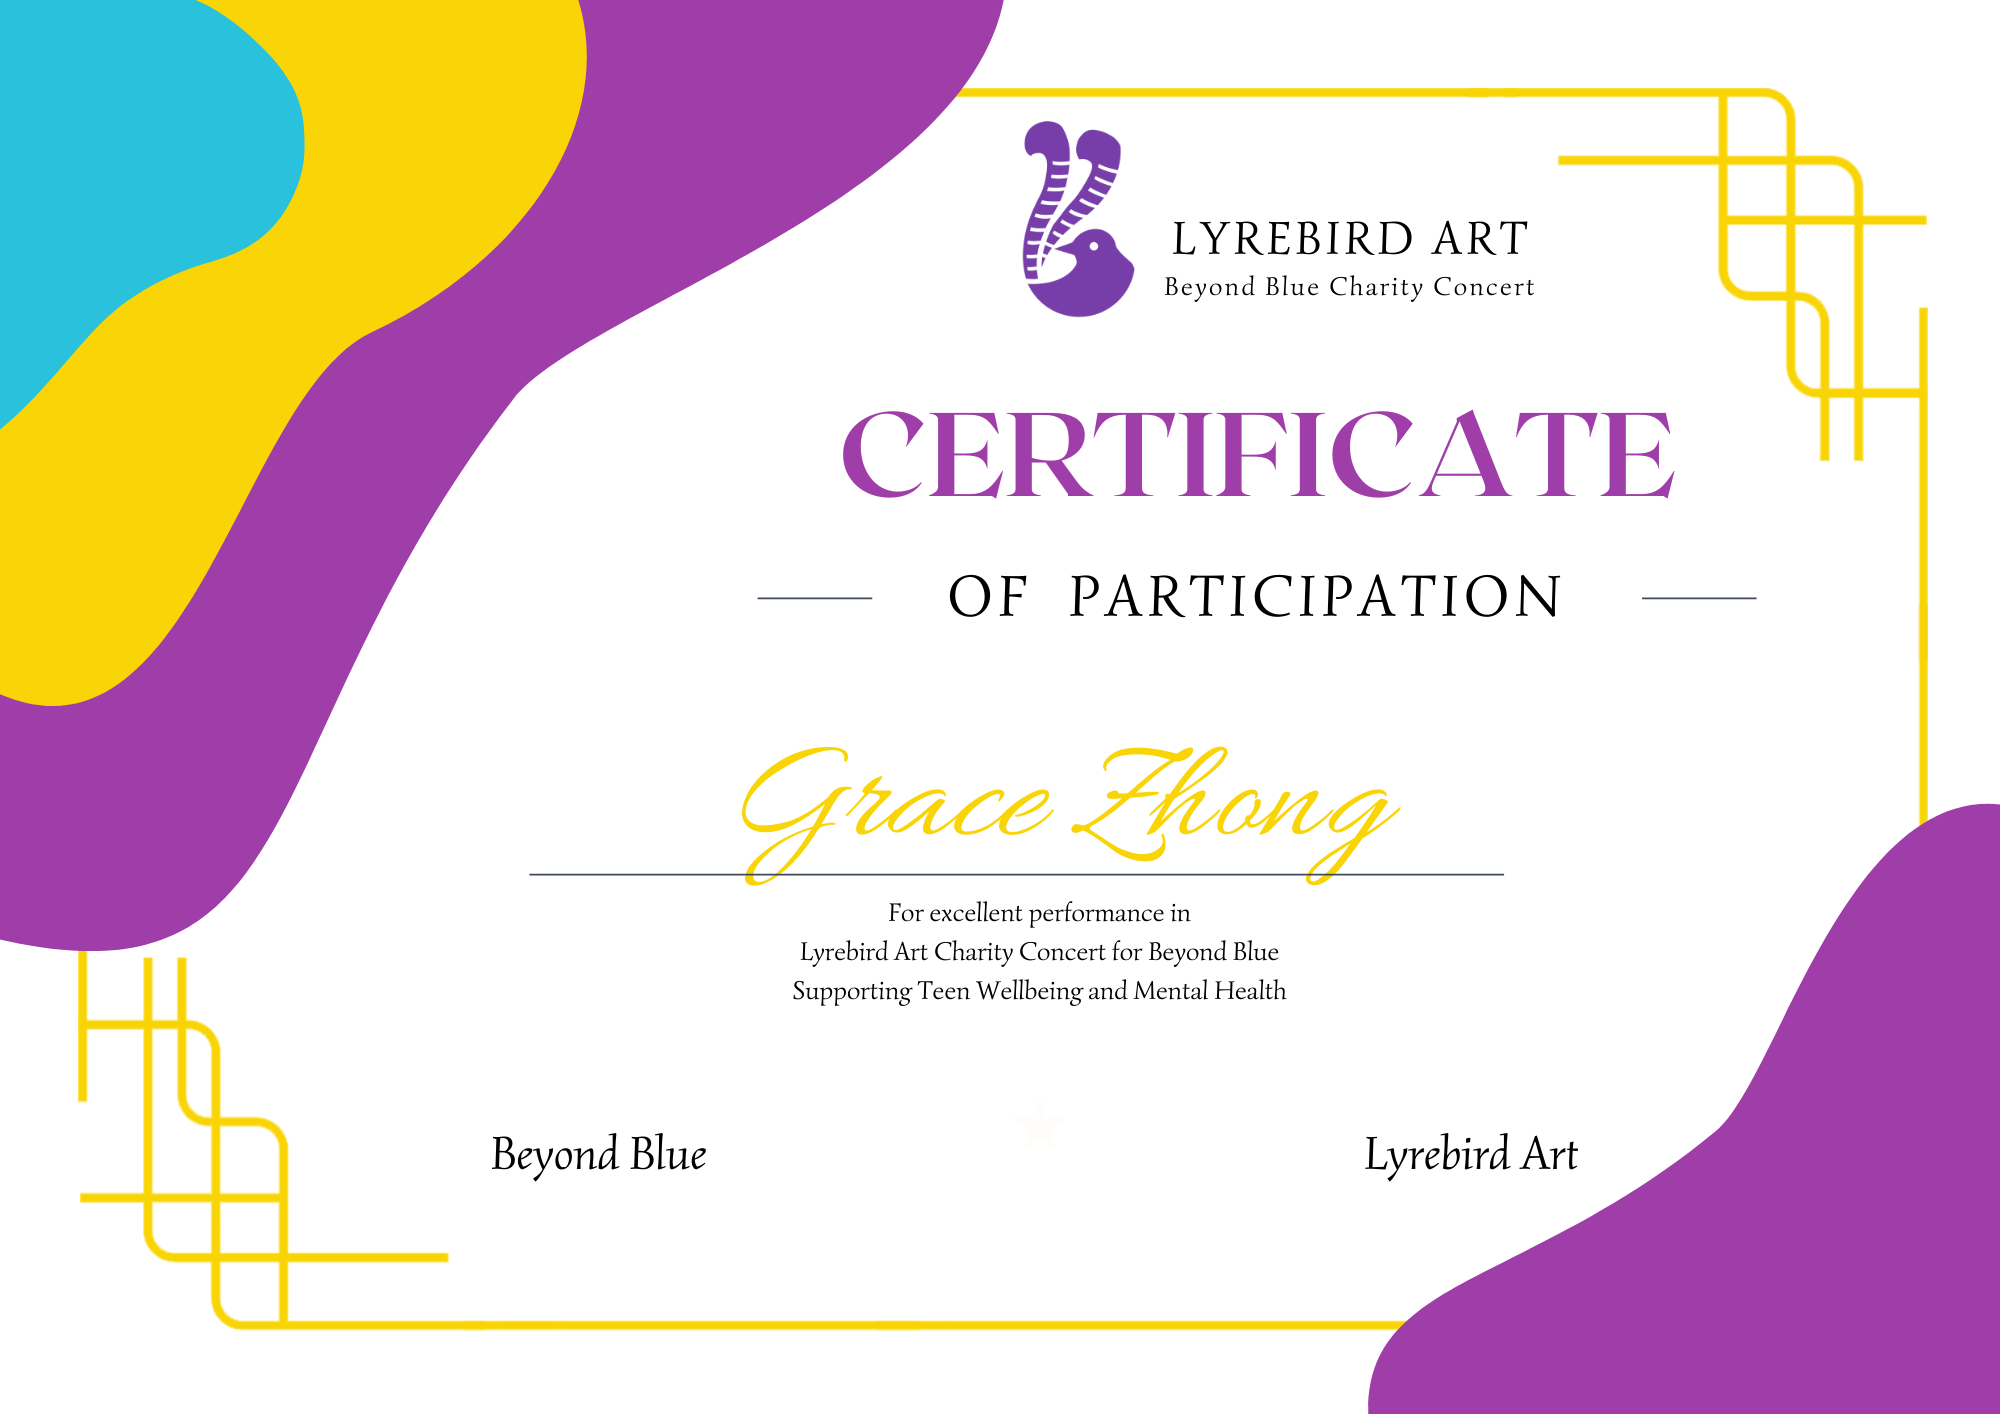 LYREBIRD ART
Beyond Blue Charity Concert
CERTIFICATE
OF PARTICIPATION
Grace Zhong
For excellent performance in
Lyrebird Art Charity Concert for Beyond Blue
Supporting Teen Wellbeing and Mental Health
Beyond Blue
Lyrebird Art